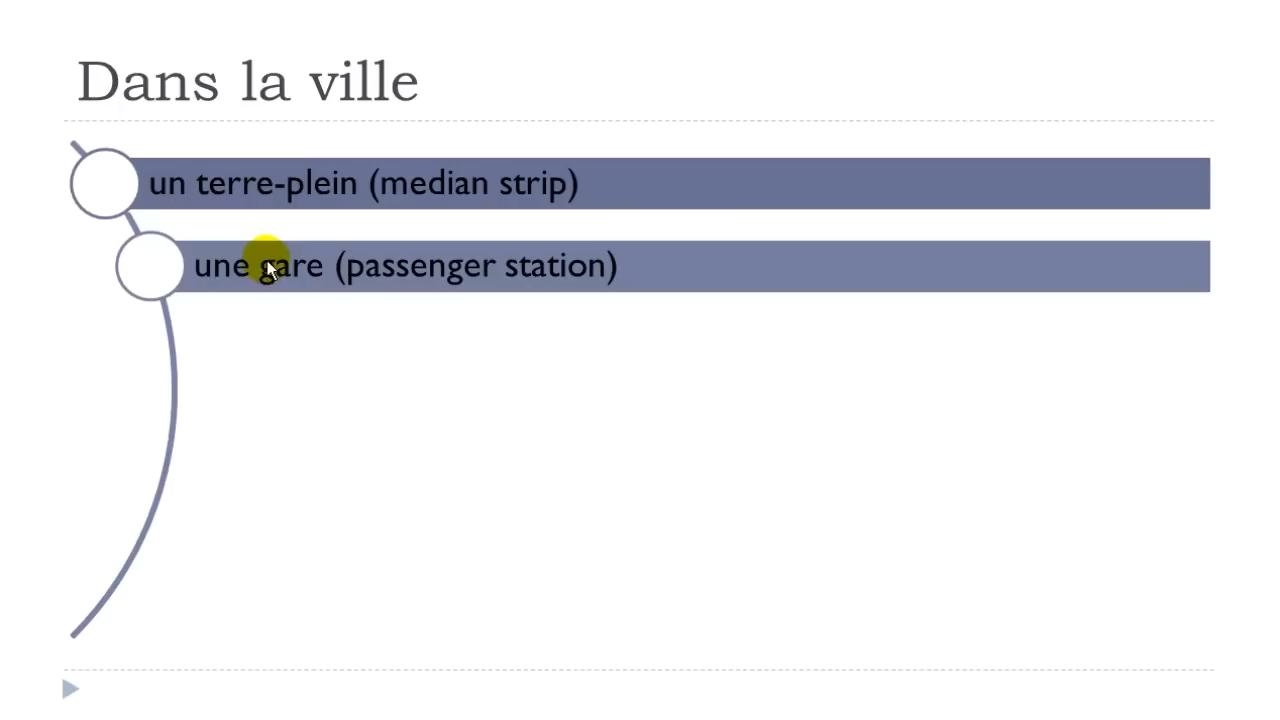 Dans la ville
un terre-plein (median strip)
une gare (passenger station)